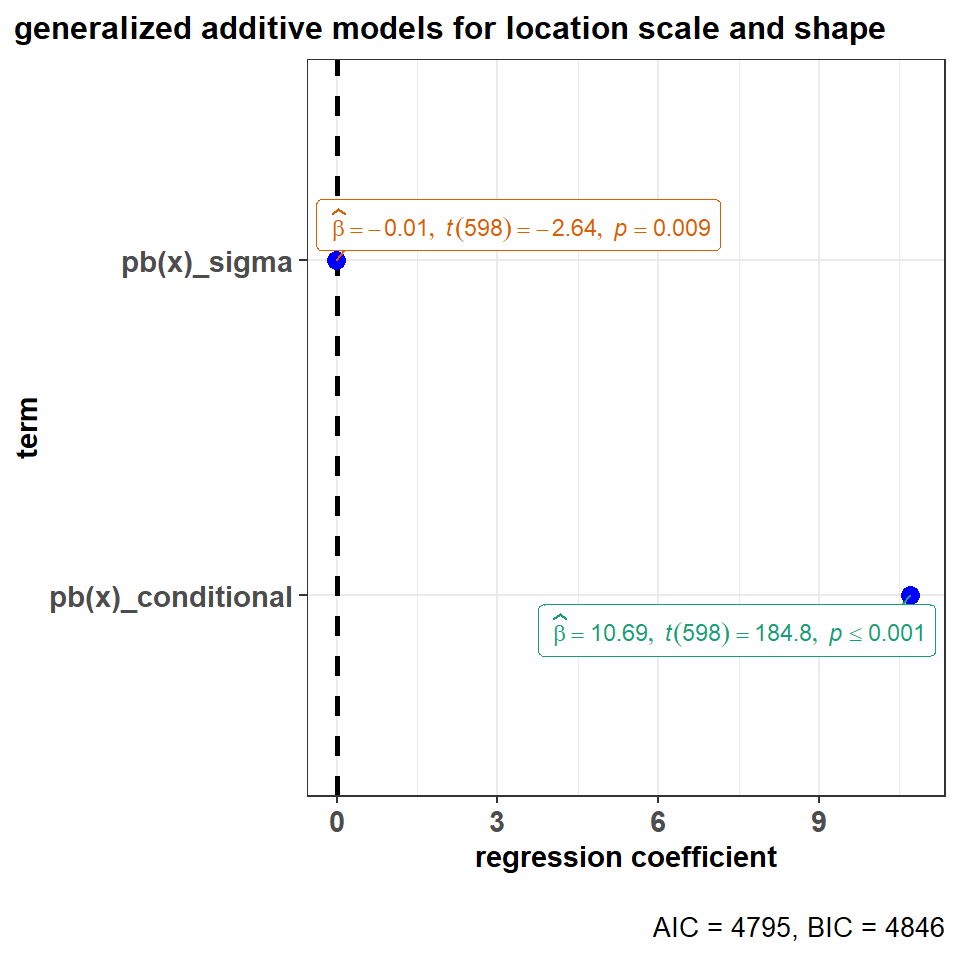 generalized additive models for location scale and shape
β̂ = −0.01, t(598) = −2.64, p = 0.009
pb(x)_sigma
term
pb(x)_conditional
β̂ = 10.69, t(598) = 184.8, p ≤ 0.001
0 3 6 9
regression coefficient
AIC = 4795, BIC = 4846